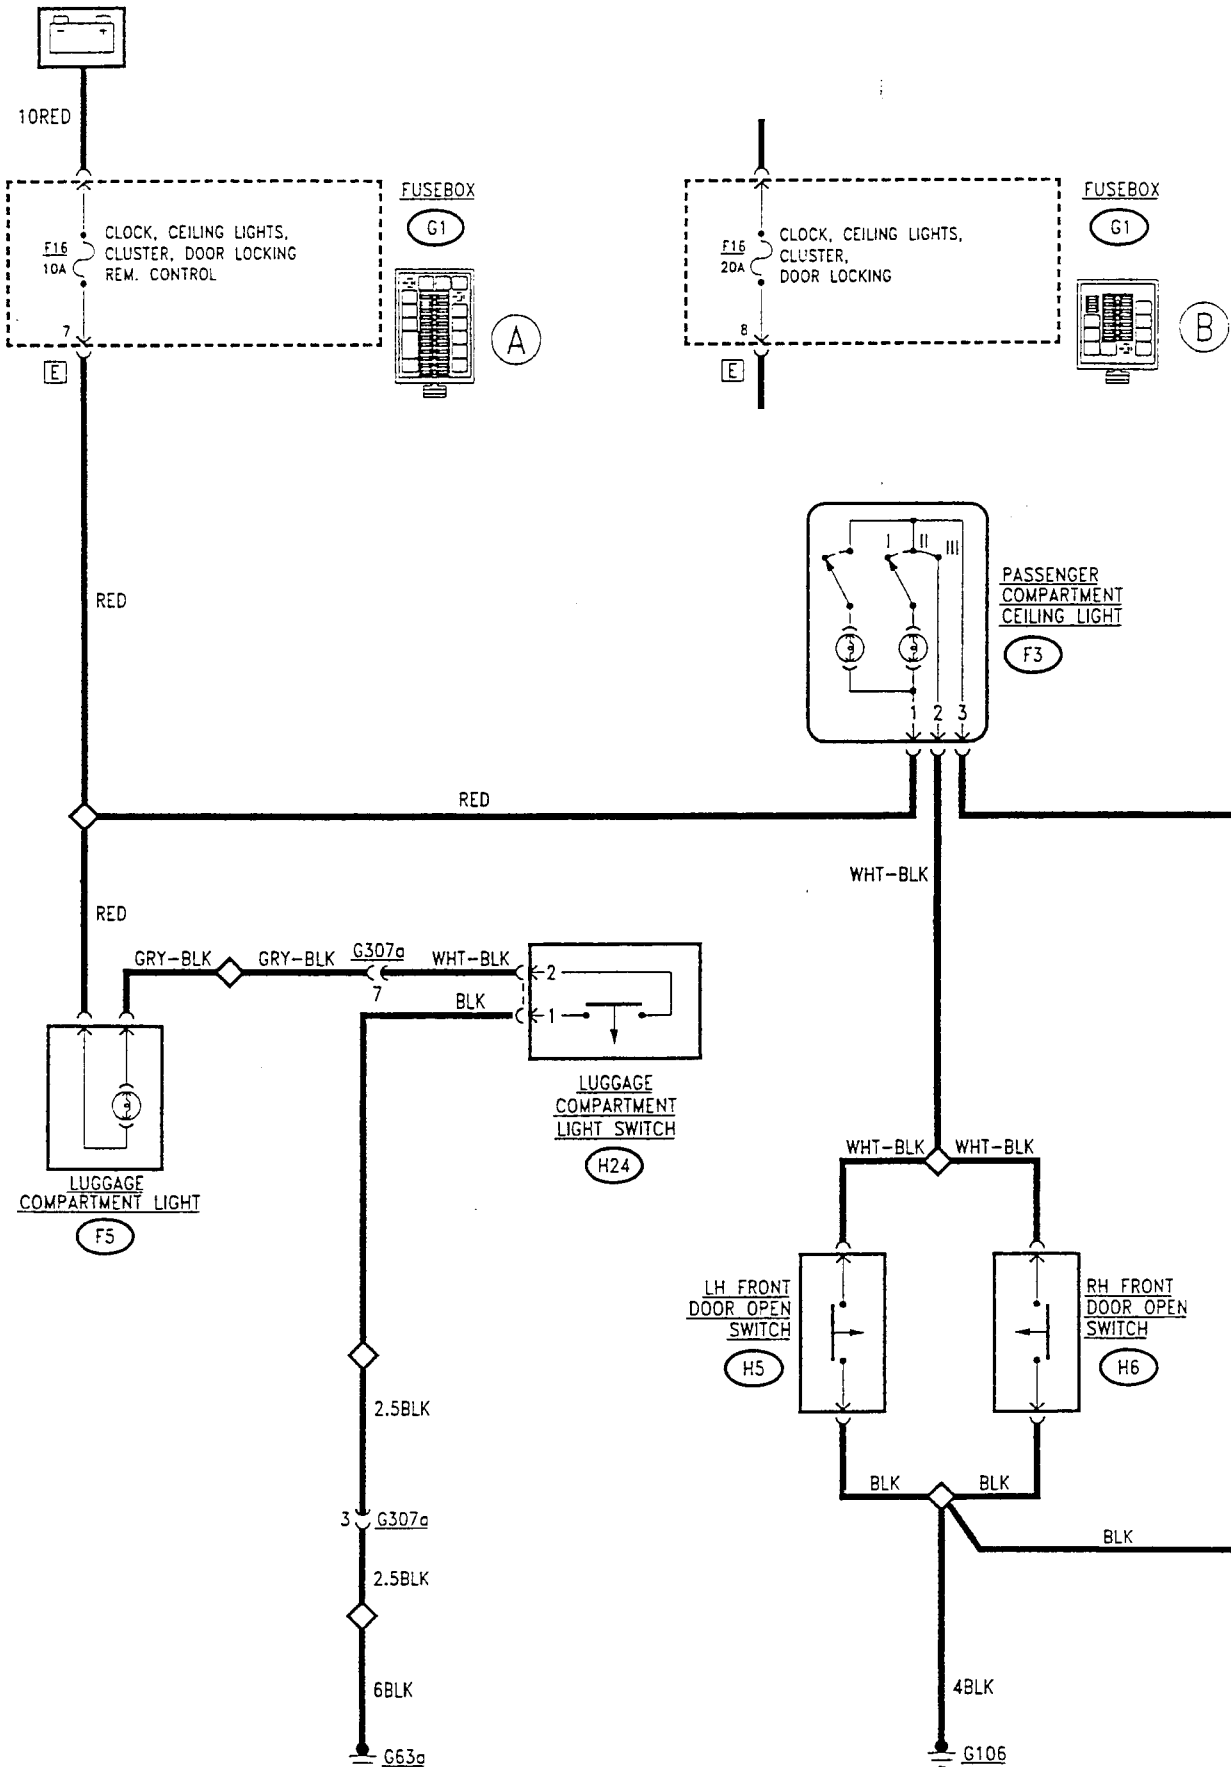 - +
10RED
FUSEBOX
G1
F16
10A
CLOCK, CEILING LIGHTS,
CLUSTER, DOOR LOCKING
REM. CONTROL
7
E
A
FUSEBOX
G1
F16
20A
CLOCK, CEILING LIGHTS,
CLUSTER,
DOOR LOCKING
8
E
B
RED
I II III
1 2 3
PASSENGER
COMPARTMENT
CEILING LIGHT
F3
RED
WHT-BLK
RED
GRY-BLK
GRY-BLK
G307a
7
WHT-BLK
2
BLK
1
LUGGAGE
COMPARTMENT
LIGHT SWITCH
H24
LUGGAGE
COMPARTMENT LIGHT
F5
WHT-BLK
WHT-BLK
LH FRONT
DOOR OPEN
SWITCH
H5
RH FRONT
DOOR OPEN
SWITCH
H6
2.5BLK
BLK
BLK
3 G307a
BLK
2.5BLK
6BLK
4BLK
G63a
G106